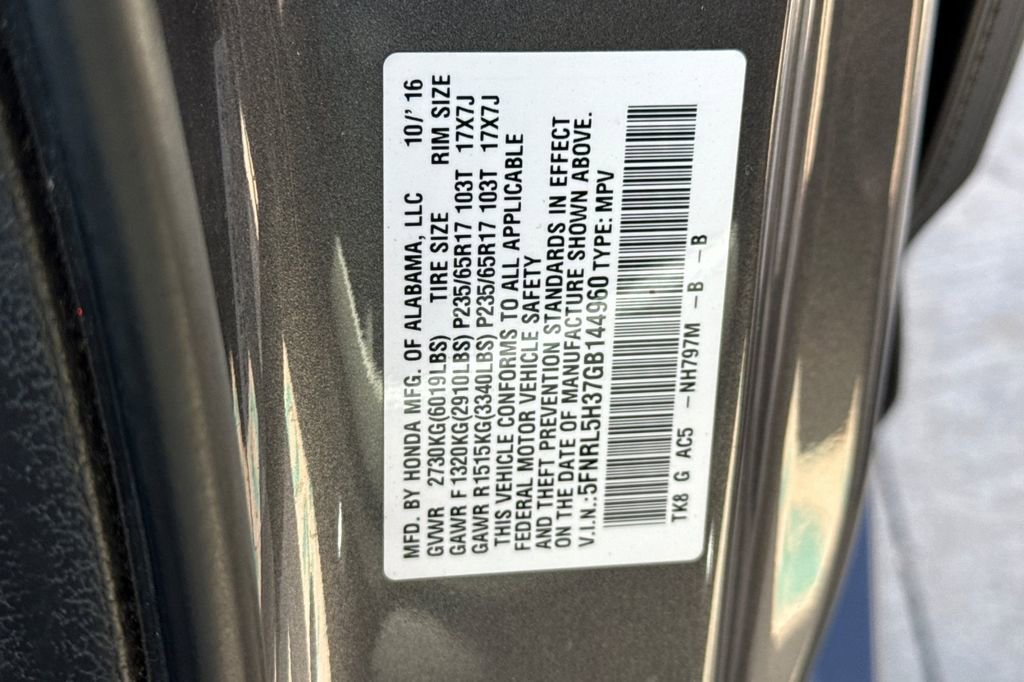 MFD. BY HONDA MFG. OF ALABAMA, LLC 10/' 16
GVWR 2730KG(6019LBS) TIRE SIZE RIM SIZE
GAWR F 1320KG(2910LBS) P235/65R17 103T 17X7J
GAWR R1515KG(3340LBS) P235/65R17 103T 17X7J
THIS VEHICLE CONFORMS TO ALL APPLICABLE
FEDERAL MOTOR VEHICLE SAFETY
AND THEFT PREVENTION STANDARDS IN EFFECT
ON THE DATE OF MANUFACTURE SHOWN ABOVE.
V.I.N.:5FNRL5H37GB144960 TYPE: MPV
TK8 G AC5 -NH797M -B -B